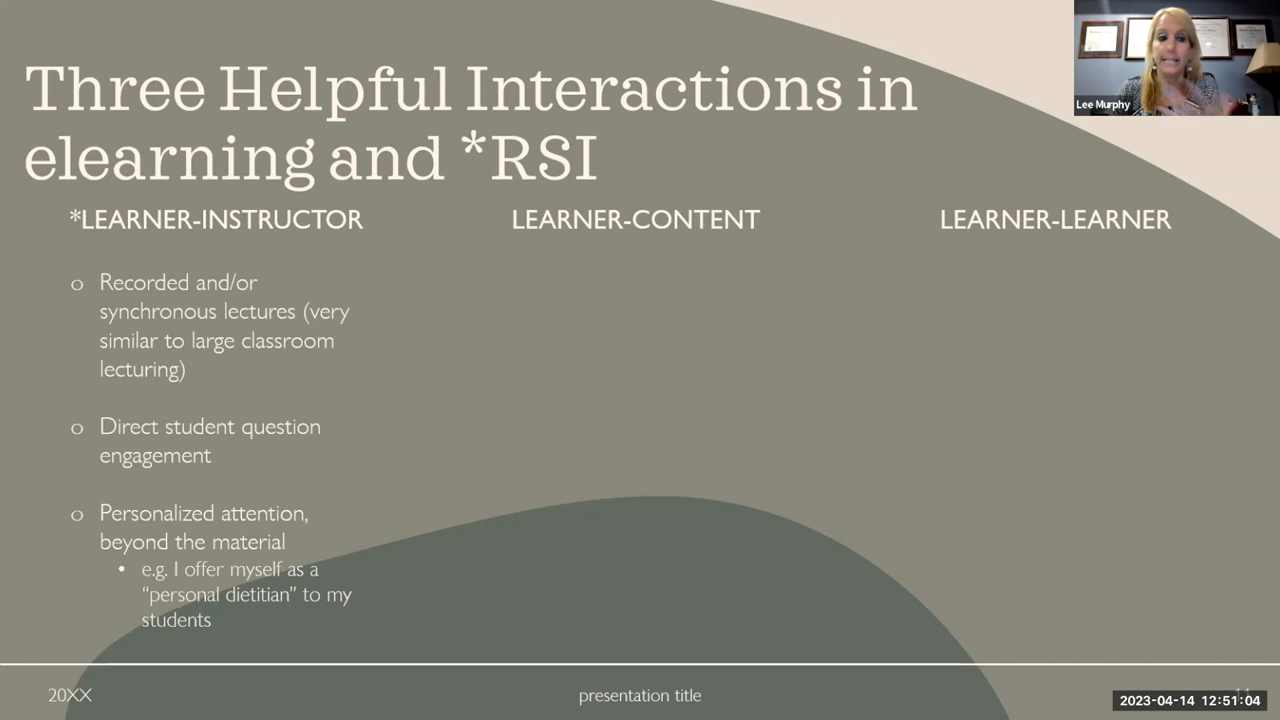 Three Helpful Interactions in
elearning and *RSI
Lee Murphy
*LEARNER-INSTRUCTOR
LEARNER-CONTENT
LEARNER-LEARNER
o Recorded and/or
synchronous lectures (very
similar to large classroom
lecturing)
o Direct student question
engagement
o Personalized attention,
beyond the material
• e.g. I offer myself as a
“personal dietitian” to my
students
20XX
presentation title
2023-04-14 12:51:04